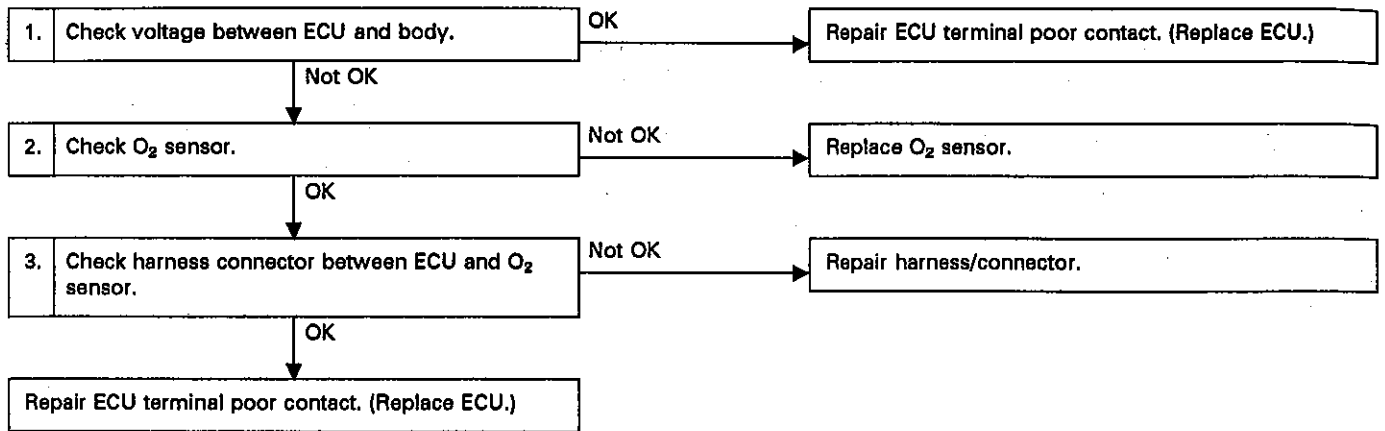 1. Check voltage between ECU and body.
OK
Repair ECU terminal poor contact. (Replace ECU.)
Not OK
2. Check O₂ sensor.
Not OK
Replace O₂ sensor.
OK
3. Check harness connector between ECU and O₂
sensor.
Not OK
Repair harness/connector.
OK
Repair ECU terminal poor contact. (Replace ECU.)